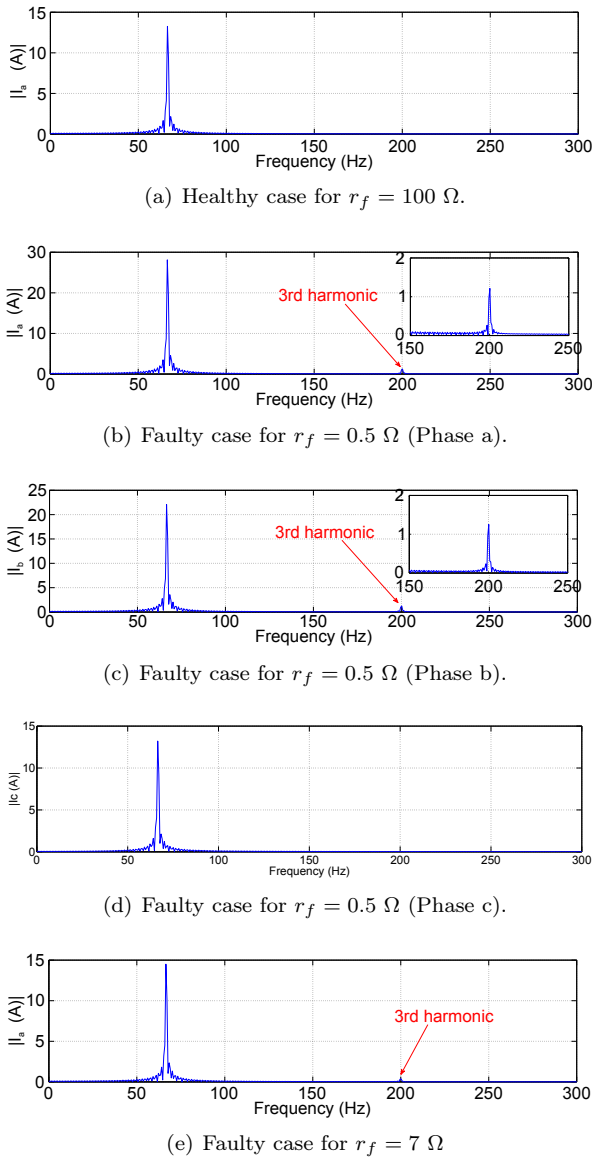 |Iₐ (A)|
15
10
5
0
0 50 100 150 200 250 300
Frequency (Hz)
(a) Healthy case for r_f = 100 Ω.
|Iₐ (A)|
30
20
10
0
3rd harmonic
2
1
0
150 200 250
0 50 100 150 200 250 300
Frequency (Hz)
(b) Faulty case for r_f = 0.5 Ω (Phase a).
|I_b (A)|
25
20
15
10
5
0
3rd harmonic
2
1
0
150 200 250
0 50 100 150 200 250 300
Frequency (Hz)
(c) Faulty case for r_f = 0.5 Ω (Phase b).
|Ic (A)|
15
10
5
0
0 50 100 150 200 250 300
Frequency (Hz)
(d) Faulty case for r_f = 0.5 Ω (Phase c).
|Iₐ (A)|
15
10
5
0
3rd harmonic
0 50 100 150 200 250 300
Frequency (Hz)
(e) Faulty case for r_f = 7 Ω